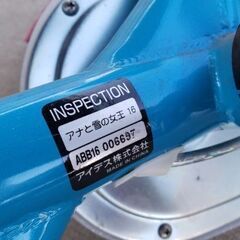 INSPECTION
アナと雪の女王 16
ABB16 006697
アイデス株式会社
MADE IN CHINA